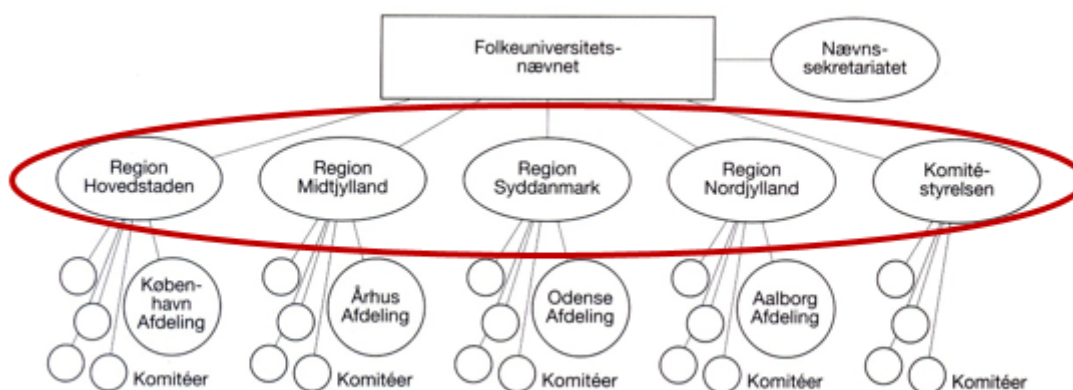 Folkeuniversitets-
nævnet
Nævns-
sekretariatet
Region
Hovedstaden
Region
Midtjylland
Region
Syddanmark
Region
Nordjylland
Komité-
styrelsen
Køben-
havn
Afdeling
Århus
Afdeling
Odense
Afdeling
Aalborg
Afdeling
Komitéer
Komitéer
Komitéer
Komitéer
Komitéer